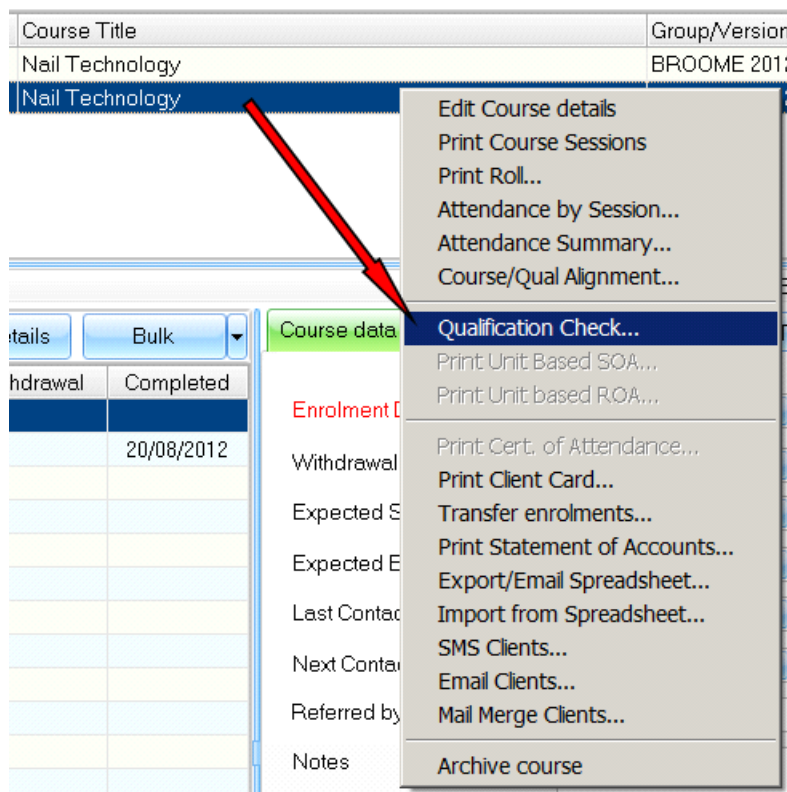 Course Title Group/Version
Nail Technology BROOME 201
Nail Technology
Edit Course details
Print Course Sessions
Print Roll...
Attendance by Session...
Attendance Summary...
Course/Qual Alignment...
Qualification Check...
Print Unit Based SOA...
Print Unit based ROA...
Print Cert. of Attendance...
Print Client Card...
Transfer enrolments...
Print Statement of Accounts...
Export/Email Spreadsheet...
Import from Spreadsheet...
SMS Clients...
Email Clients...
Mail Merge Clients...
Archive course
etails Bulk Course data
hdrawal Completed
20/08/2012
Enrolment D
Withdrawal
Expected S
Expected E
Last Contac
Next Contac
Referred by
Notes